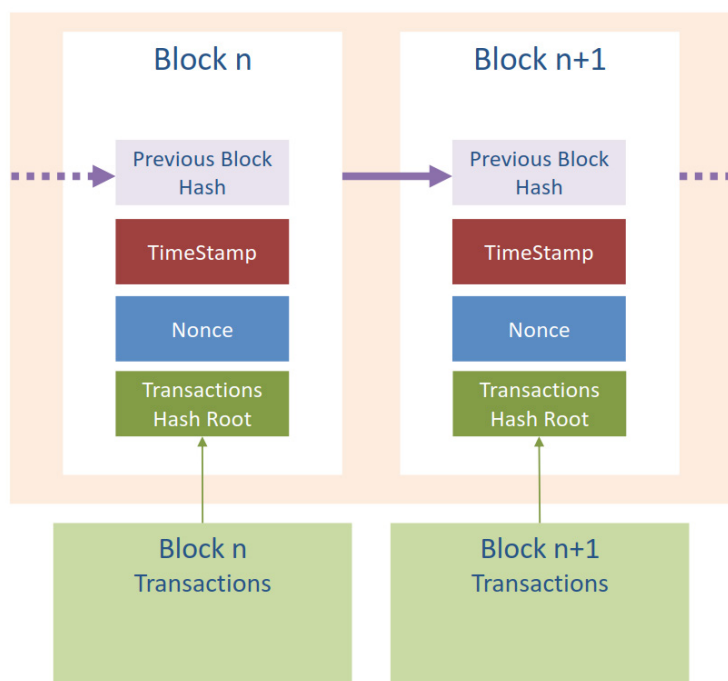 Block n
Previous Block
Hash
TimeStamp
Nonce
Transactions
Hash Root
Block n
Transactions
Block n+1
Previous Block
Hash
TimeStamp
Nonce
Transactions
Hash Root
Block n+1
Transactions